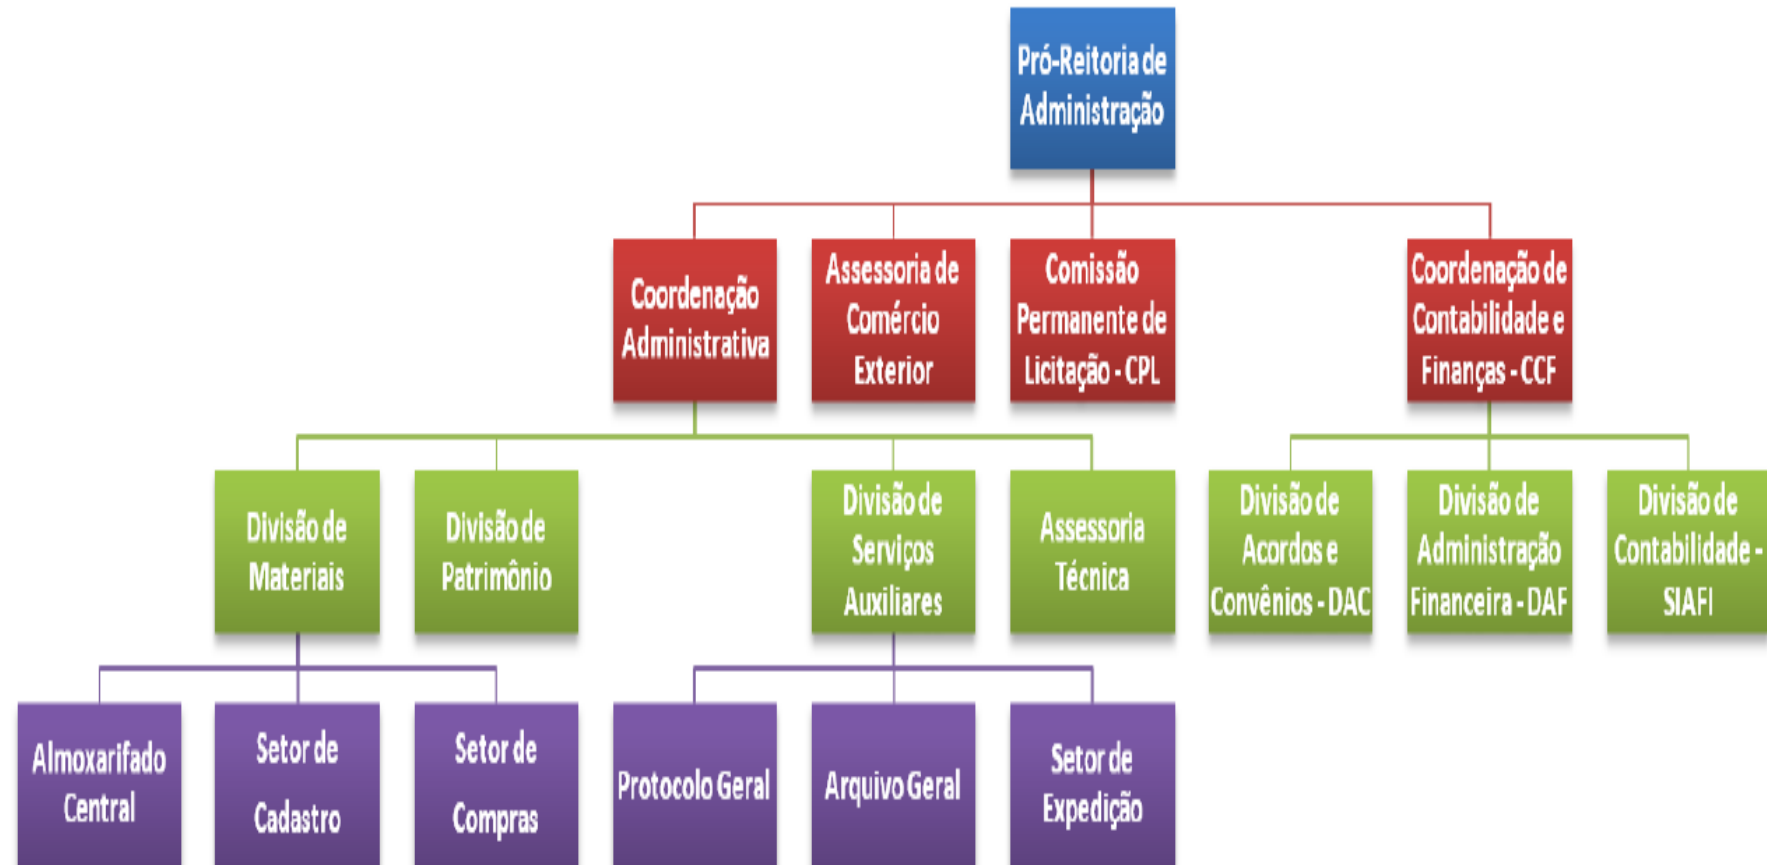 Pró-Reitoria de
Administração
Coordenação
Administrativa
Assessoria de
Comércio
Exterior
Comissão
Permanente de
Licitação - CPL
Coordenação de
Contabilidade e
Finanças - CCF
Divisão de
Materiais
Divisão de
Patrimônio
Divisão de
Serviços
Auxiliares
Assessoria
Técnica
Divisão de
Acordos e
Convênios - DAC
Divisão de
Administração
Financeira - DAF
Divisão de
Contabilidade -
SIAFI
Almoxarifado
Central
Setor de
Cadastro
Setor de
Compras
Protocolo Geral
Arquivo Geral
Setor de
Expedição